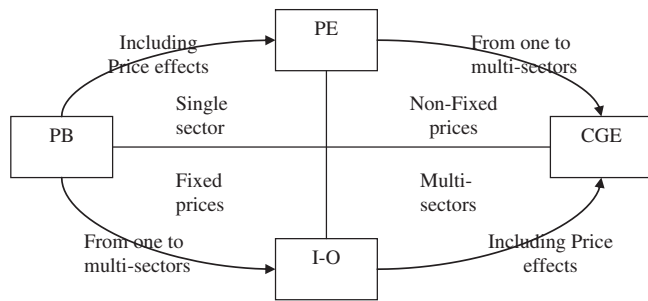 PE
Including
Price effects
From one to
multi-sectors
Single
sector
Non-Fixed
prices
PB
CGE
Fixed
prices
Multi-
sectors
From one to
multi-sectors
I-O
Including Price
effects